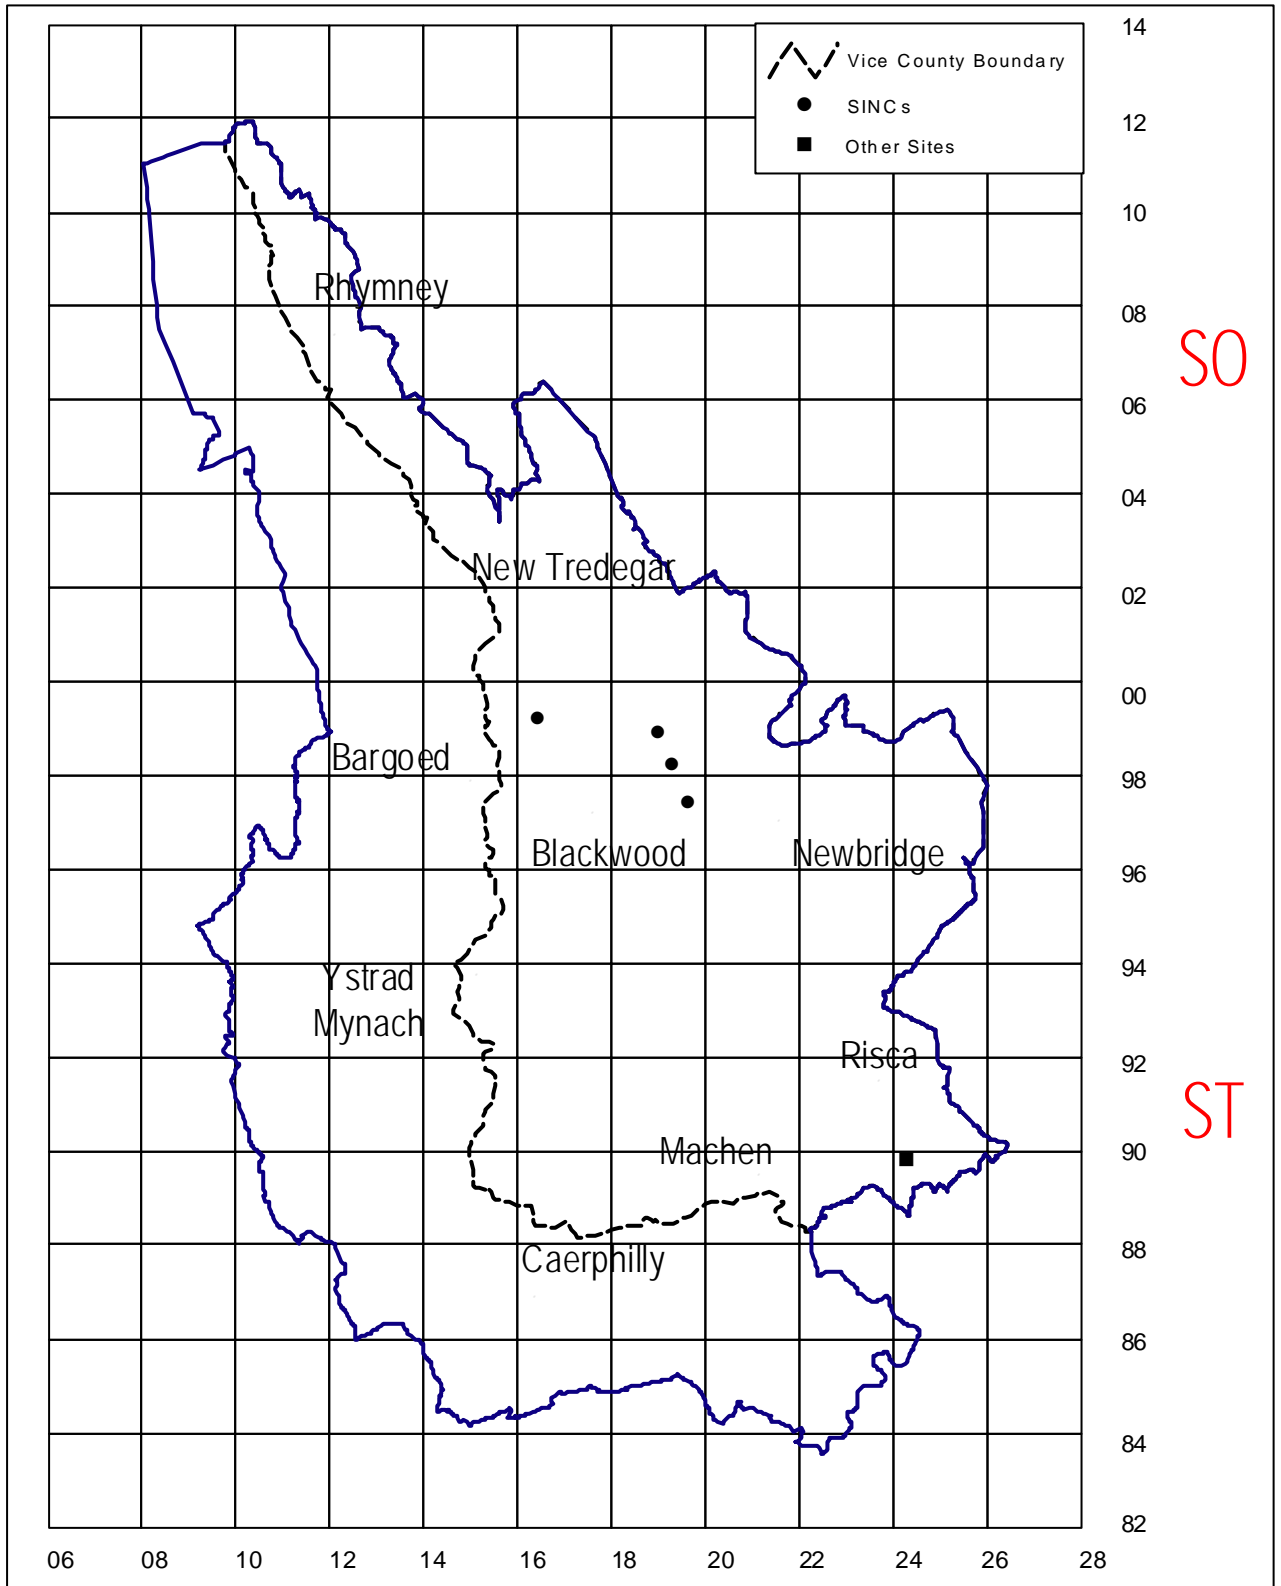 14
Vice County Boundary
SINCs
12
Other Sites
10
Rhymney
08
SO
06
04
New Tredegar
02
00
Bargoed
98
Blackwood
Newbridge
96
Ystrad
94
Mynach
Risca
92
ST
Machen
90
Caerphilly
88
86
84
82
06 08 10 12 14 16 18 20 22 24 26 28